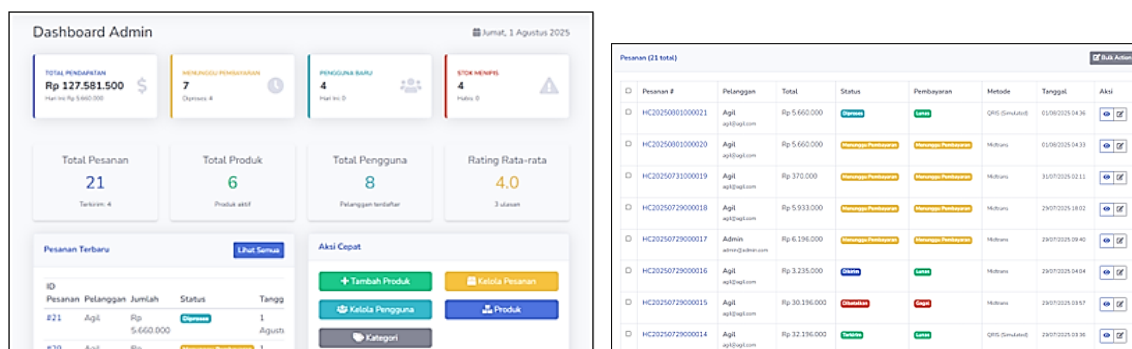 Dashboard Admin
Jumat, 1 Agustus 2025
TOTAL PENDAPATAN
Rp 127.581.500
Hari Ini Rp 5.660.000
MENUNGGU PEMBAYARAN
7
Diproses 4
PENGGUNA BARU
4
Hari Ini 0
STOK MENIPIS
4
Habis 0
Total Pesanan
21
Terkirim: 4
Total Produk
6
Produk aktif
Total Pengguna
8
Pelanggan terdaftar
Rating Rata-rata
4.0
3 ulasan
Pesanan Terbaru
Lihat Semua
ID
Pesanan Pelanggan Jumlah Status Tangg
#21 Agil Rp Diproses 1
5.660.000 Agust
#20 Agil Rp Menunggu Pembayaran 1
Aksi Cepat
Tambah Produk
Kelola Pesanan
Kelola Pengguna
Produk
Kategori
Pesanan (21 total)
Bulk Action
Pesanan # Pelanggan Total Status Pembayaran Metode Tanggal Aksi
HC20250801000021 Agil Rp 5.660.000 Diproses Lunas QRIS (Simulated) 01/08/2025 04:36
agil@agil.com
HC20250801000020 Agil Rp 5.660.000 Menunggu Pembayaran Menunggu Pembayaran Midtrans 01/08/2025 04:33
agil@agil.com
HC20250731000019 Agil Rp 370.000 Menunggu Pembayaran Menunggu Pembayaran Midtrans 31/07/2025 02:11
agil@agil.com
HC20250729000018 Agil Rp 5.933.000 Menunggu Pembayaran Menunggu Pembayaran Midtrans 29/07/2025 18:02
agil@agil.com
HC20250729000017 Admin Rp 6.196.000 Menunggu Pembayaran Menunggu Pembayaran Midtrans 29/07/2025 09:40
admin@admin.com
HC20250729000016 Agil Rp 3.235.000 Dikirim Lunas Midtrans 29/07/2025 04:04
agil@agil.com
HC20250729000015 Agil Rp 30.196.000 Dibatalkan Gagal Midtrans 29/07/2025 03:57
agil@agil.com
HC20250729000014 Agil Rp 32.196.000 Terkirim Lunas QRIS (Simulated) 29/07/2025 03:36
agil@agil.com